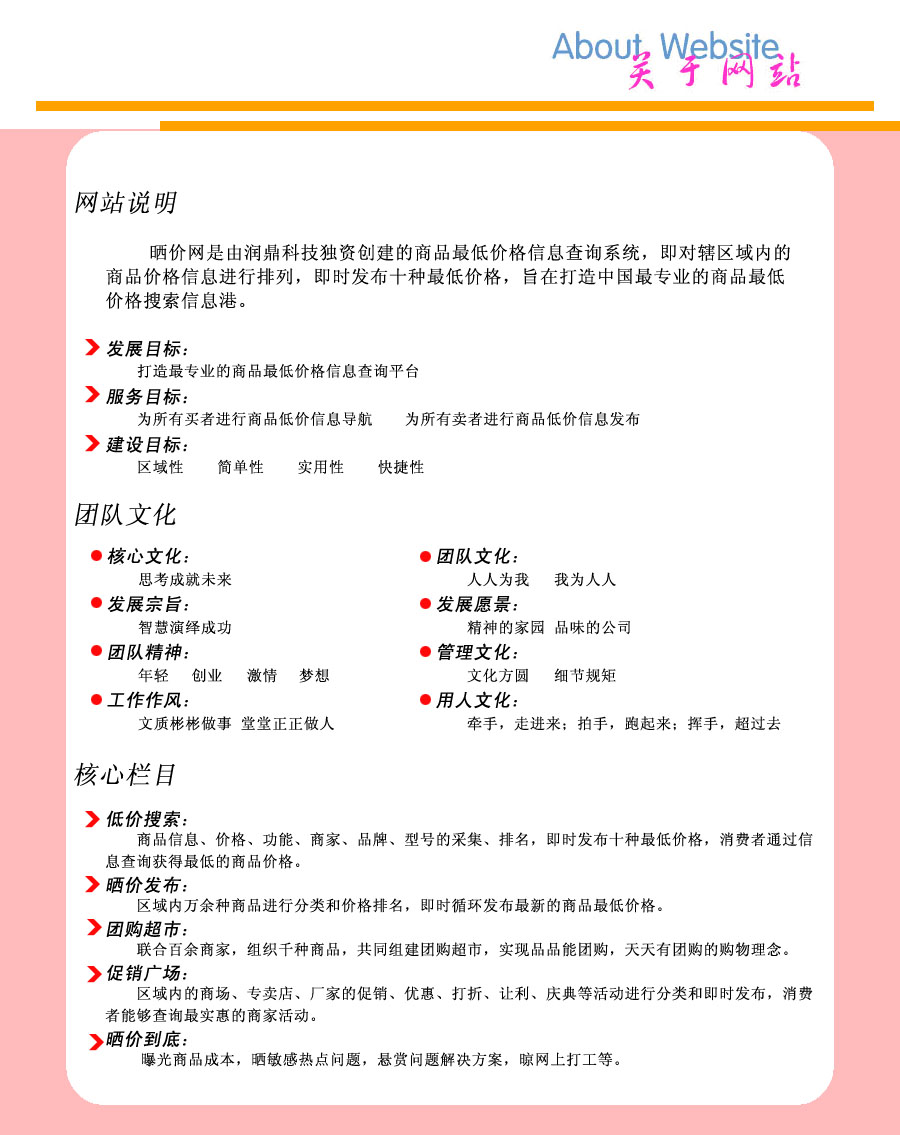 About Website
关于网站
网站说明
晒价网是由润鼎科技独资创建的商品最低价格信息查询系统，即对辖区域内的
商品价格信息进行排列，即时发布十种最低价格，旨在打造中国最专业的商品最低
价格搜索信息港。
发展目标：
打造最专业的商品最低价格信息查询平台
服务目标：
为所有买者进行商品低价信息导航 为所有卖者进行商品低价信息发布
建设目标：
区域性 简单性 实用性 快捷性
团队文化
核心文化： 团队文化：
思考成就未来 人人为我 我为人人
发展宗旨： 发展愿景：
智慧演绎成功 精神的家园 品味的公司
团队精神： 管理文化：
年轻 创业 激情 梦想 文化方圆 细节规矩
工作作风： 用人文化：
文质彬彬做事 堂堂正正做人 牵手，走进来；拍手，跑起来；挥手，超过去
核心栏目
低价搜索：
商品信息、价格、功能、商家、品牌、型号的采集、排名，即时发布十种最低价格，消费者通过信
息查询获得最低的商品价格。
晒价发布：
区域内万余种商品进行分类和价格排名，即时循环发布最新的商品最低价格。
团购超市：
联合百余商家，组织千种商品，共同组建团购超市，实现品品能团购，天天有团购的购物理念。
促销广场：
区域内的商场、专卖店、厂家的促销、优惠、打折、让利、庆典等活动进行分类和即时发布，消费
者能够查询最实惠的商家活动。
晒价到底：
曝光商品成本，晒敏感热点问题，悬赏问题解决方案，晾网上打工等。